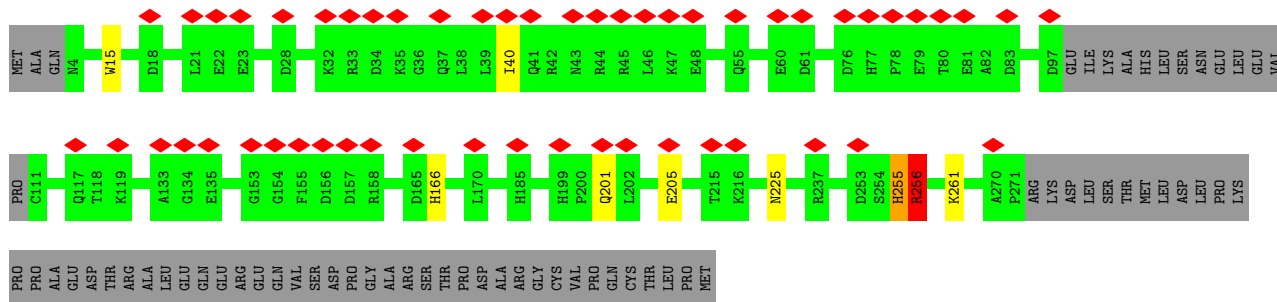 MET ALA GLN N4 W15 D18 L21 E22 E23 D28 K32 R33 D34 K35 G36 Q37 L38 L39 I40 Q41 R42 N43 R44 R45 L46 K47 E48 Q55 E60 D61 D76 H77 P78 E79 T80 E81 A82 D83 D97 GLU ILE LYS ALA HIS LEU SER ASN GLU LEU GLU VAL
PRO C111 Q117 T118 K119 A133 G134 E135 G153 G154 F155 D156 D157 R158 D165 H166 L170 H185 H199 P200 Q201 L202 E205 T215 K216 N225 R237 D253 S254 H255 R256 K261 A270 P271 ARG LYS ASP LEU SER THR MET LEU ASP LEU PRO LYS
PRO PRO ALA GLU ASP THR ARG ALA LEU GLU GLN GLU ARG GLU GLN VAL SER ASP PRO GLY ALA ARG SER THR PRO ASP ALA ARG GLY CYS VAL PRO GLN CYS THR LEU PRO MET